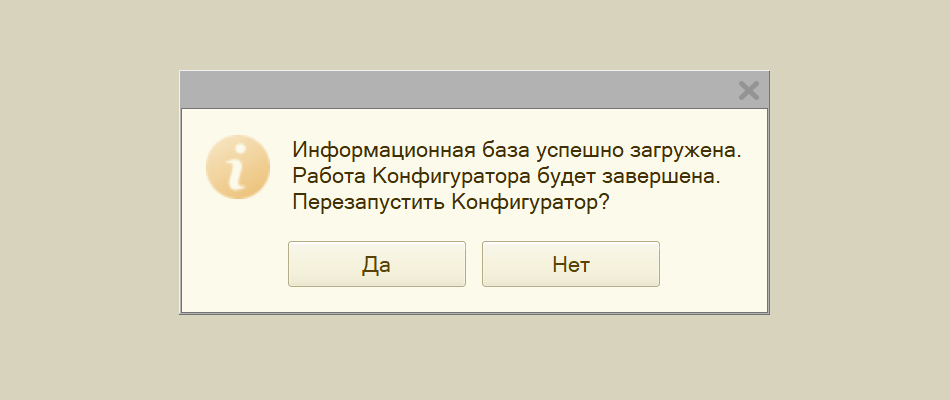 Информационная база успешно загружена.
Работа Конфигуратора будет завершена.
Перезапустить Конфигуратор?
Да
Нет